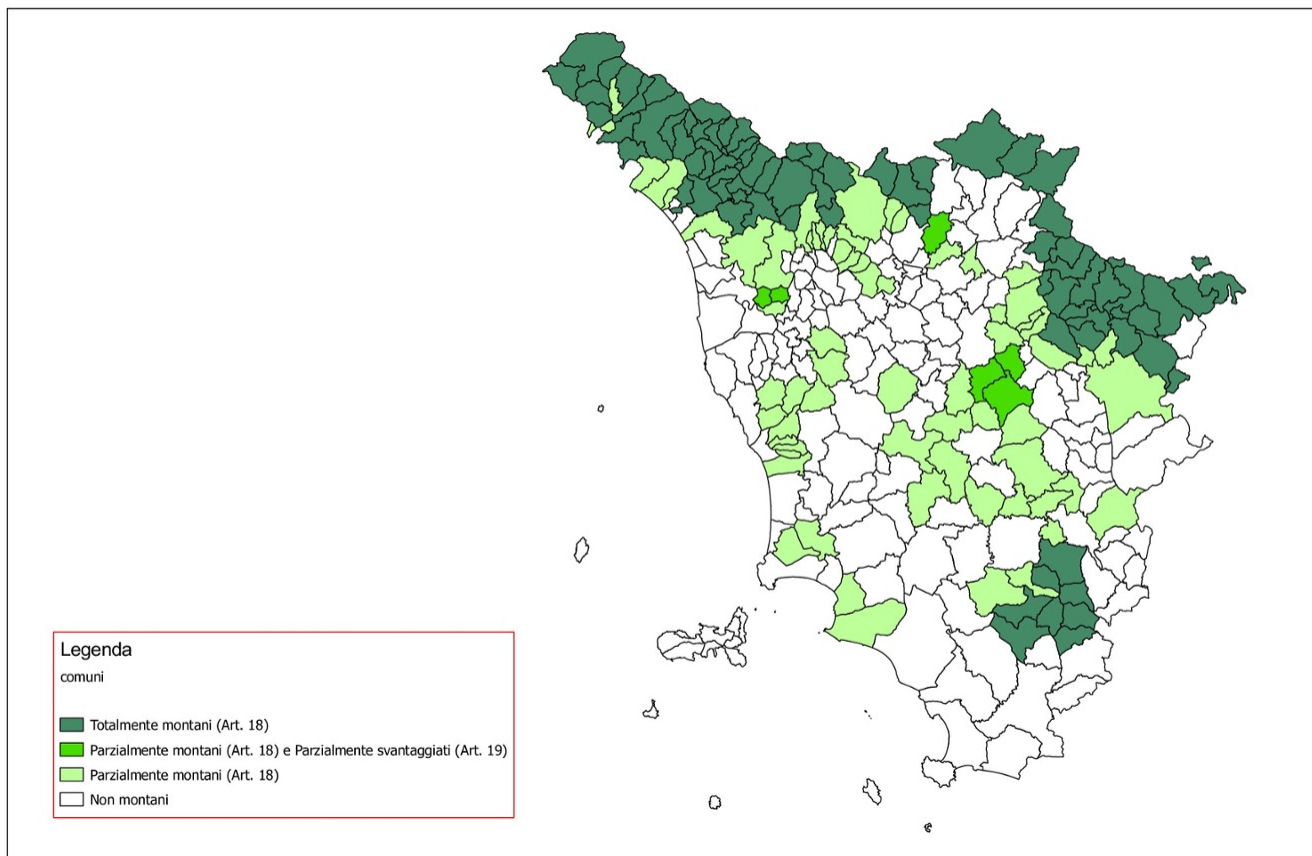 Legenda
comuni
Totalmente montani (Art. 18)
Parzialmente montani (Art. 18) e Parzialmente svantaggiati (Art. 19)
Parzialmente montani (Art. 18)
Non montani